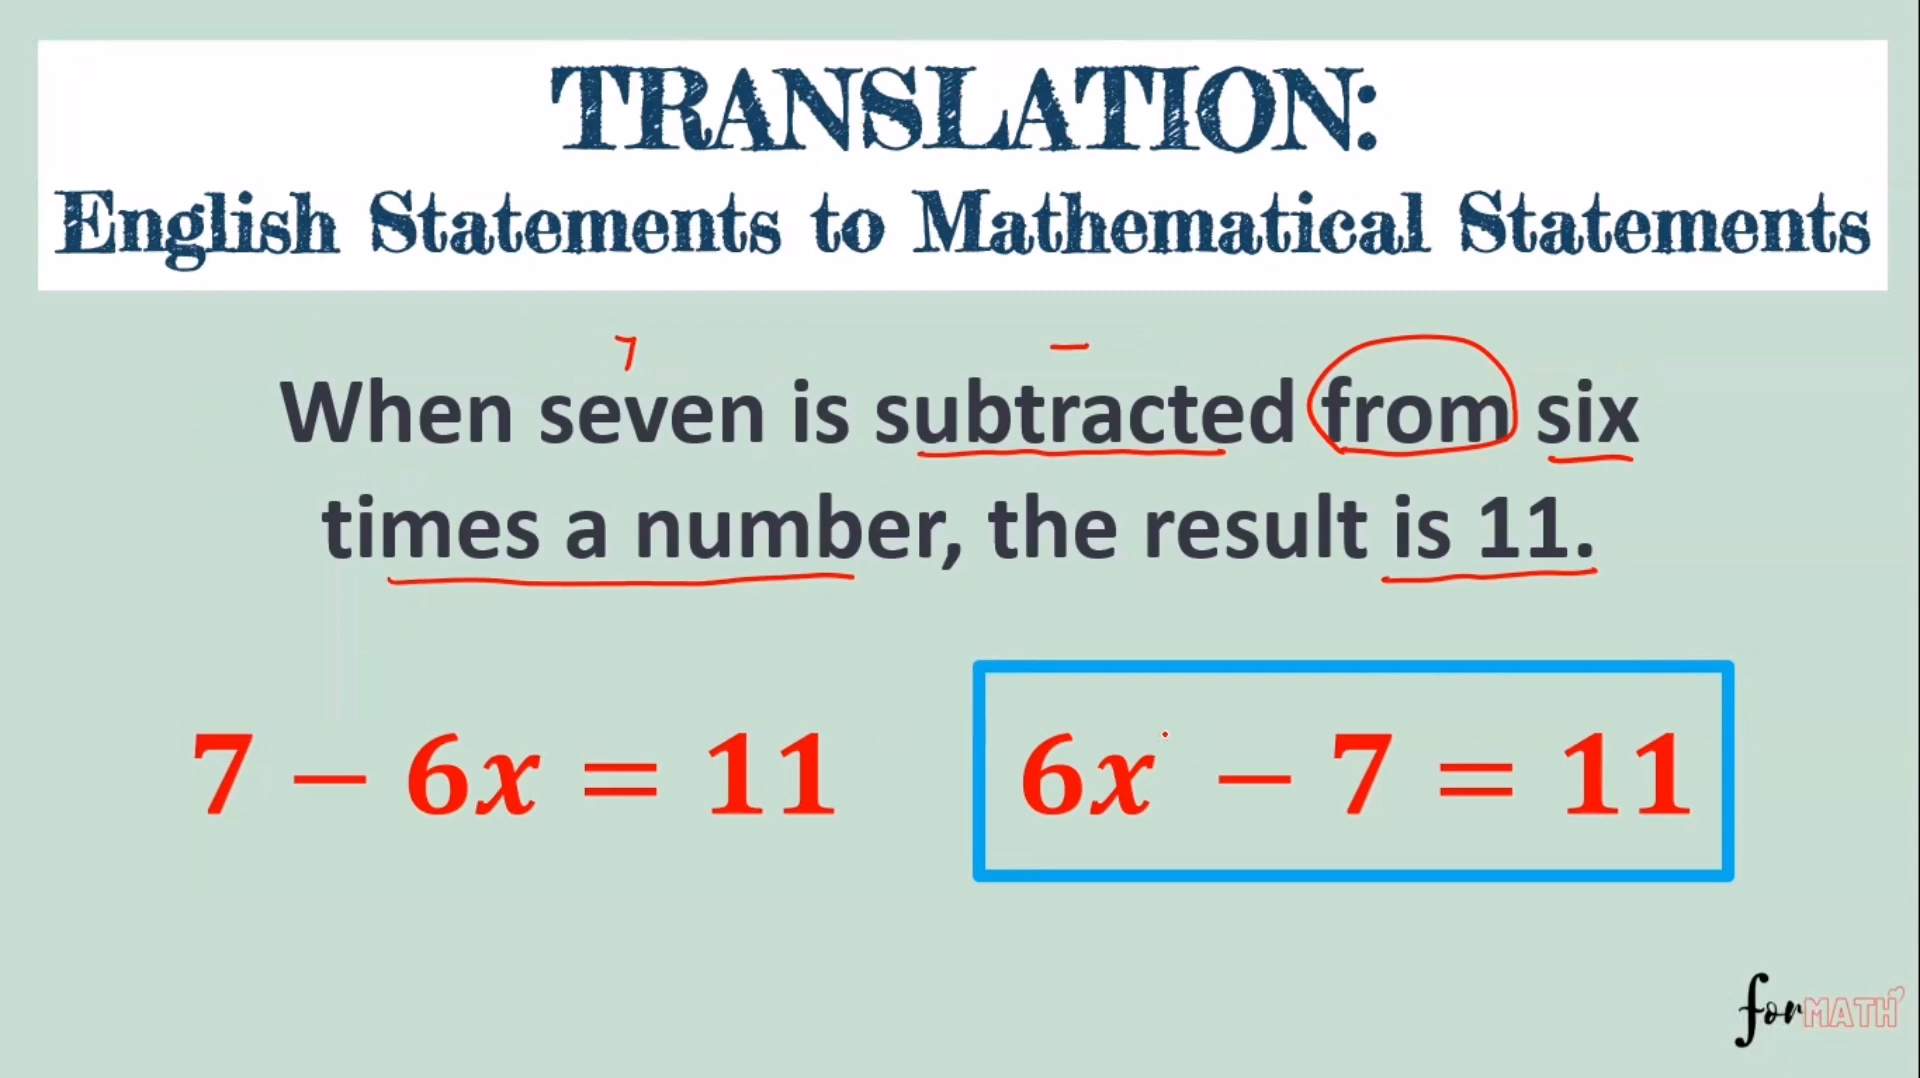 TRANSLATION:
English Statements to Mathematical Statements
7 −
When seven is subtracted from six
times a number, the result is 11.
7 − 6x = 11
6x − 7 = 11
forMATH